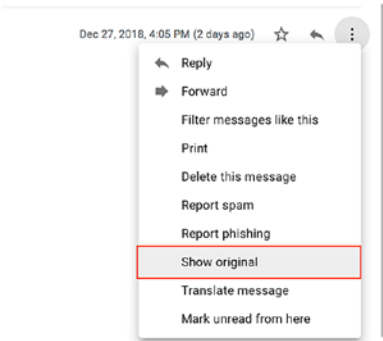 Dec 27, 2018, 4:05 PM (2 days ago)
Reply
Forward
Filter messages like this
Print
Delete this message
Report spam
Report phishing
Show original
Translate message
Mark unread from here